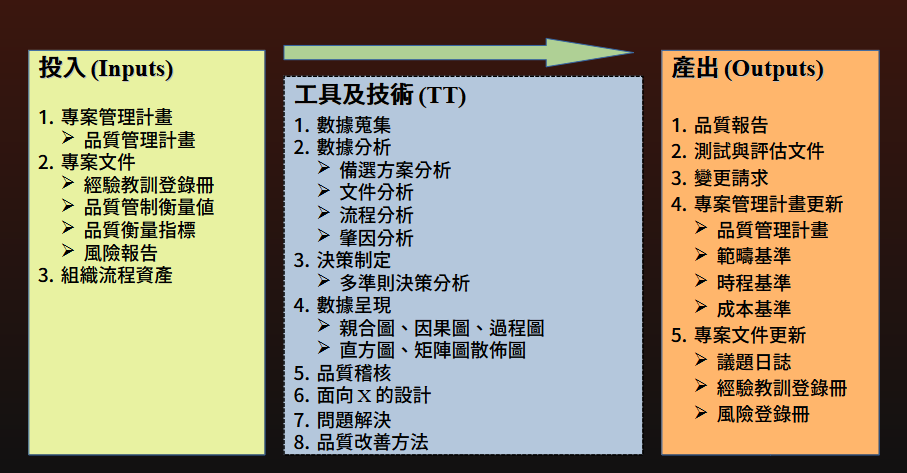 投入 (Inputs)
1. 專案管理計畫
➢ 品質管理計畫
2. 專案文件
➢ 經驗教訓登錄冊
➢ 品質管制衡量值
➢ 品質衡量指標
➢ 風險報告
3. 組織流程資產
工具及技術 (TT)
1. 數據蒐集
2. 數據分析
➢ 備選方案分析
➢ 文件分析
➢ 流程分析
➢ 肇因分析
3. 決策制定
➢ 多準則決策分析
4. 數據呈現
➢ 親合圖、因果圖、過程圖
➢ 直方圖、矩陣圖散佈圖
5. 品質稽核
6. 面向 X 的設計
7. 問題解決
8. 品質改善方法
產出 (Outputs)
1. 品質報告
2. 測試與評估文件
3. 變更請求
4. 專案管理計畫更新
➢ 品質管理計畫
➢ 範疇基準
➢ 時程基準
➢ 成本基準
5. 專案文件更新
➢ 議題日誌
➢ 經驗教訓登錄冊
➢ 風險登錄冊